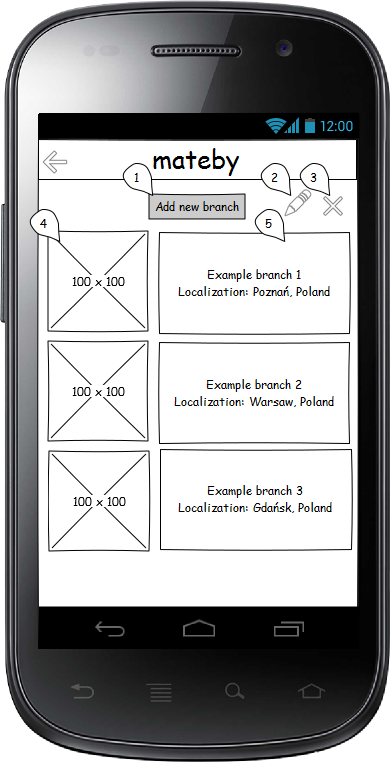 12:00
mateby
1
2
3
Add new branch
4
5
100 x 100
Example branch 1
Localization: Poznań, Poland
100 x 100
Example branch 2
Localization: Warsaw, Poland
100 x 100
Example branch 3
Localization: Gdańsk, Poland